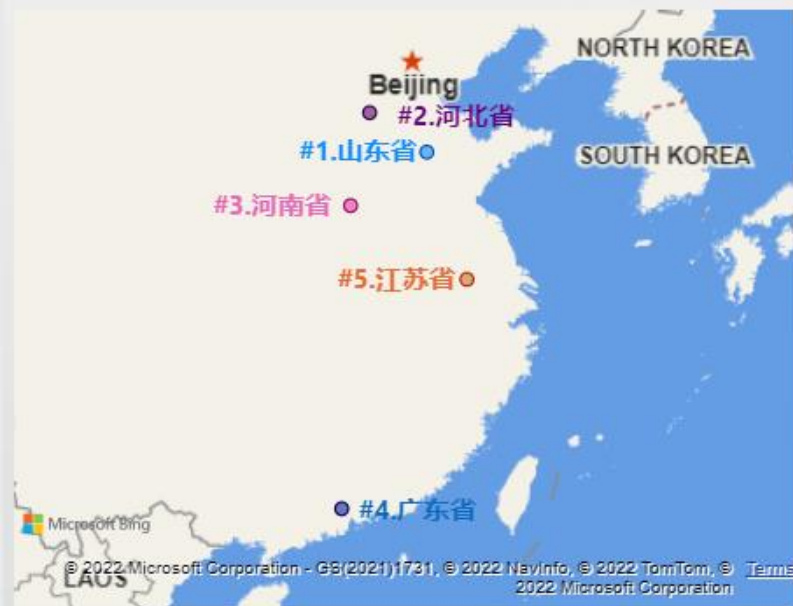 NORTH KOREA
Beijing
#2.河北省
#1.山东省
SOUTH KOREA
#3.河南省
#5.江苏省
#4.广东省
Microsoft Bing
© 2022 Microsoft Corporation - GS(2021)1731, © 2022 NavInfo, © 2022 TomTom, © Terms
LAOS
2022 Microsoft Corporation